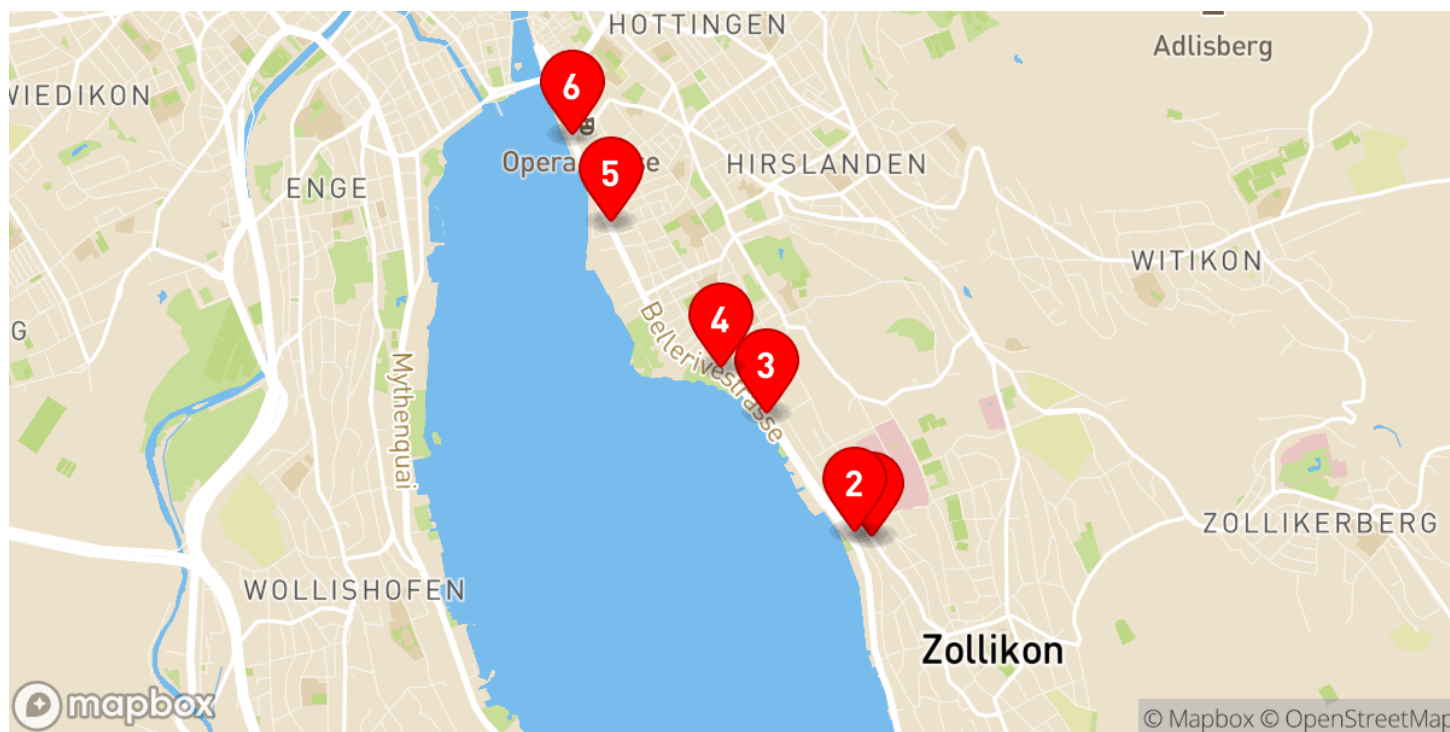 HOTTINGEN
Adlisberg
WIEDIKON
6
5
HIRSLANDEN
ENGE
WITIKON
4
3
Bellerivestrasse
Mythenquai
2
ZOLLIKERBERG
WOLLISHOFEN
Zollikon
mapbox
© Mapbox © OpenStreetMap